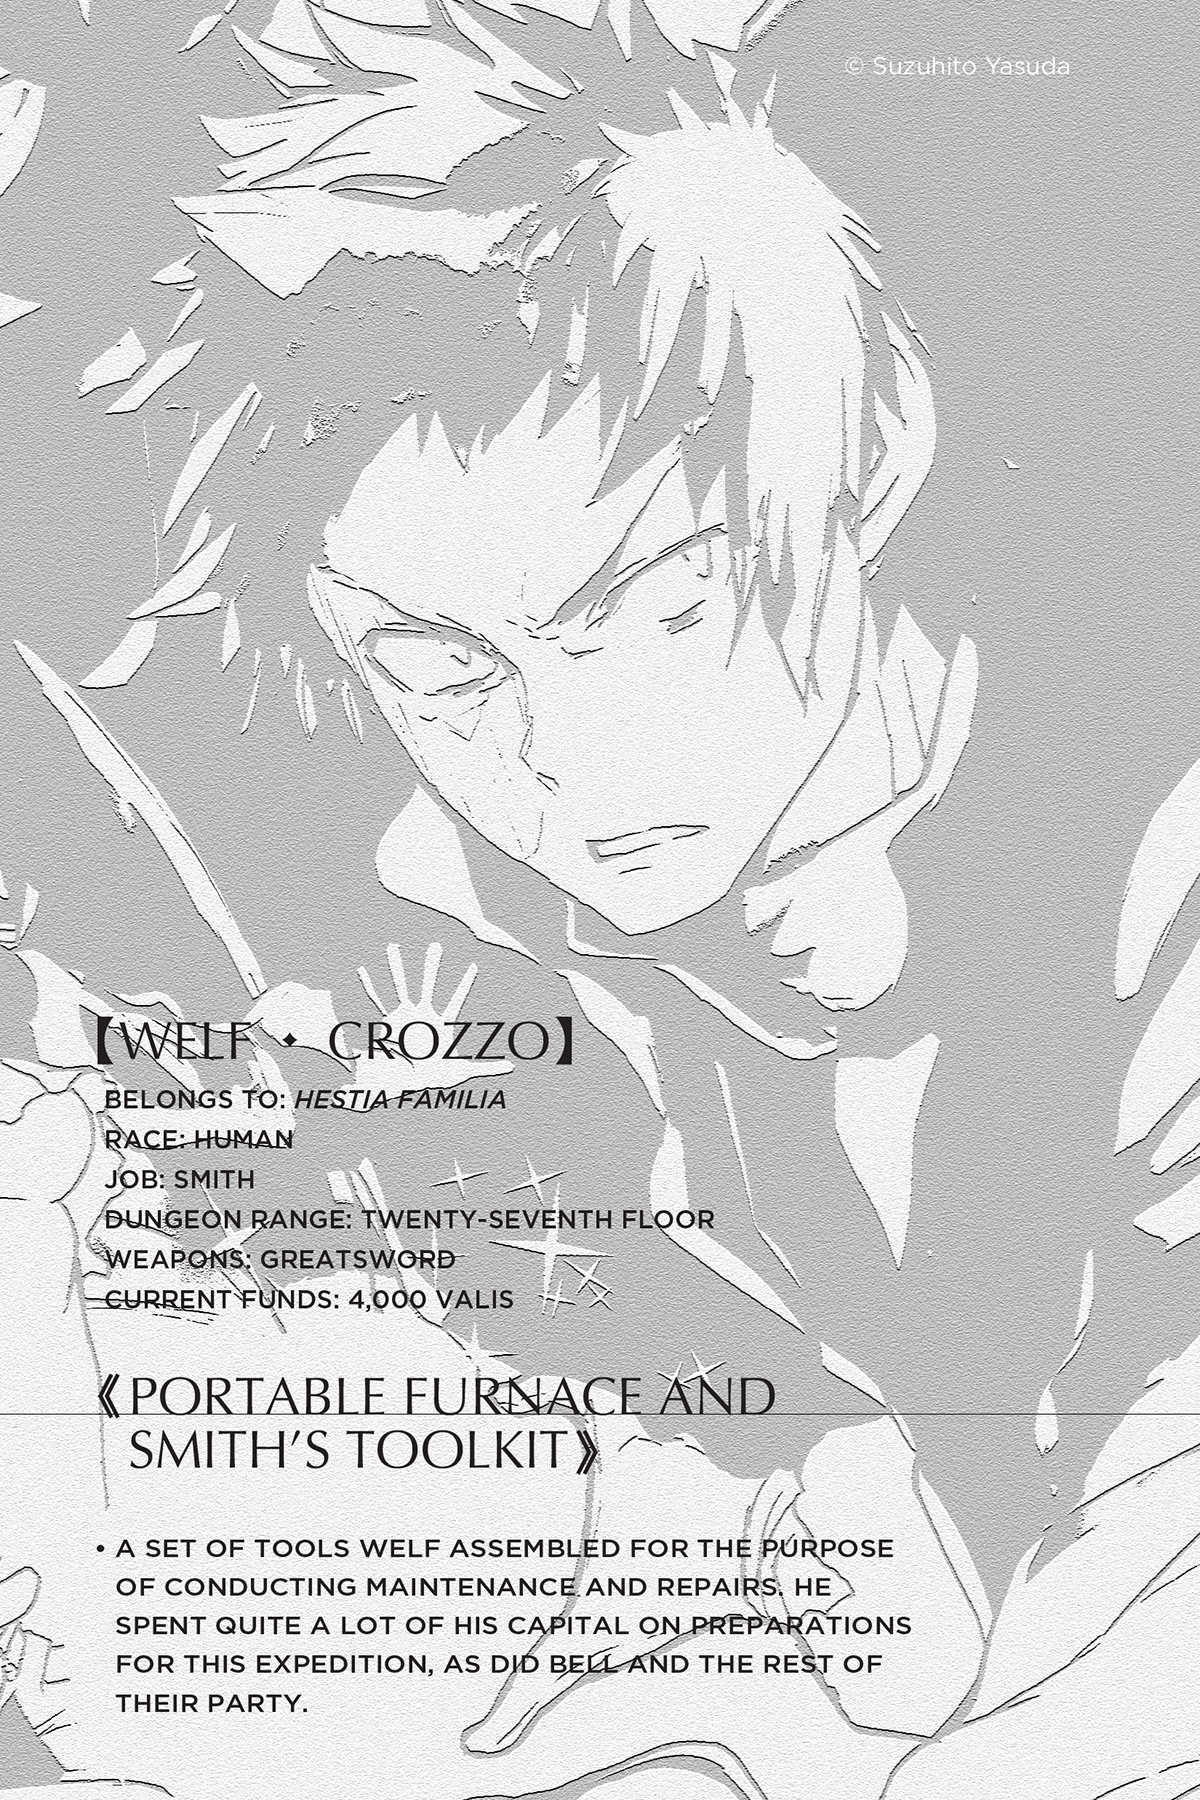 © Suzuhito Yasuda
【WELF • CROZZO】
BELONGS TO: HESTIA FAMILIA
RACE: HUMAN
JOB: SMITH
DUNGEON RANGE: TWENTY-SEVENTH FLOOR
WEAPONS: GREATSWORD
CURRENT FUNDS: 4,000 VALIS
《PORTABLE FURNACE AND
SMITH’S TOOLKIT》
• A SET OF TOOLS WELF ASSEMBLED FOR THE PURPOSE
OF CONDUCTING MAINTENANCE AND REPAIRS. HE
SPENT QUITE A LOT OF HIS CAPITAL ON PREPARATIONS
FOR THIS EXPEDITION, AS DID BELL AND THE REST OF
THEIR PARTY.